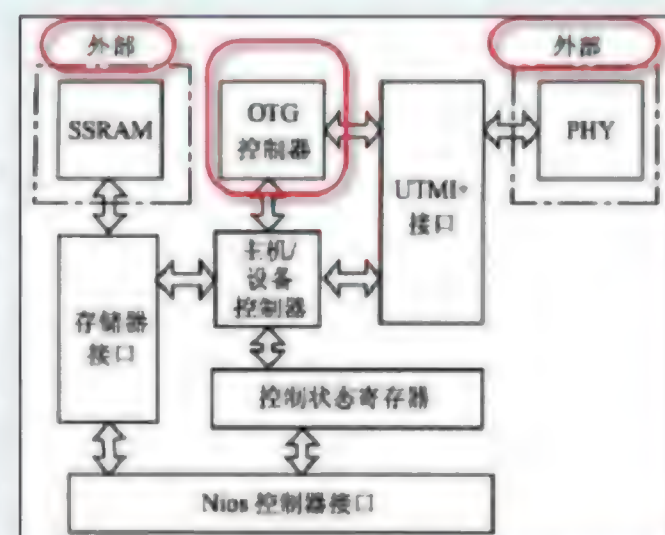 外部
外部
SSRAM
OTG
控制器
UTMI+
接口
PHY
主机/
设备
控制器
存储器
接口
控制状态寄存器
Nios 控制器接口